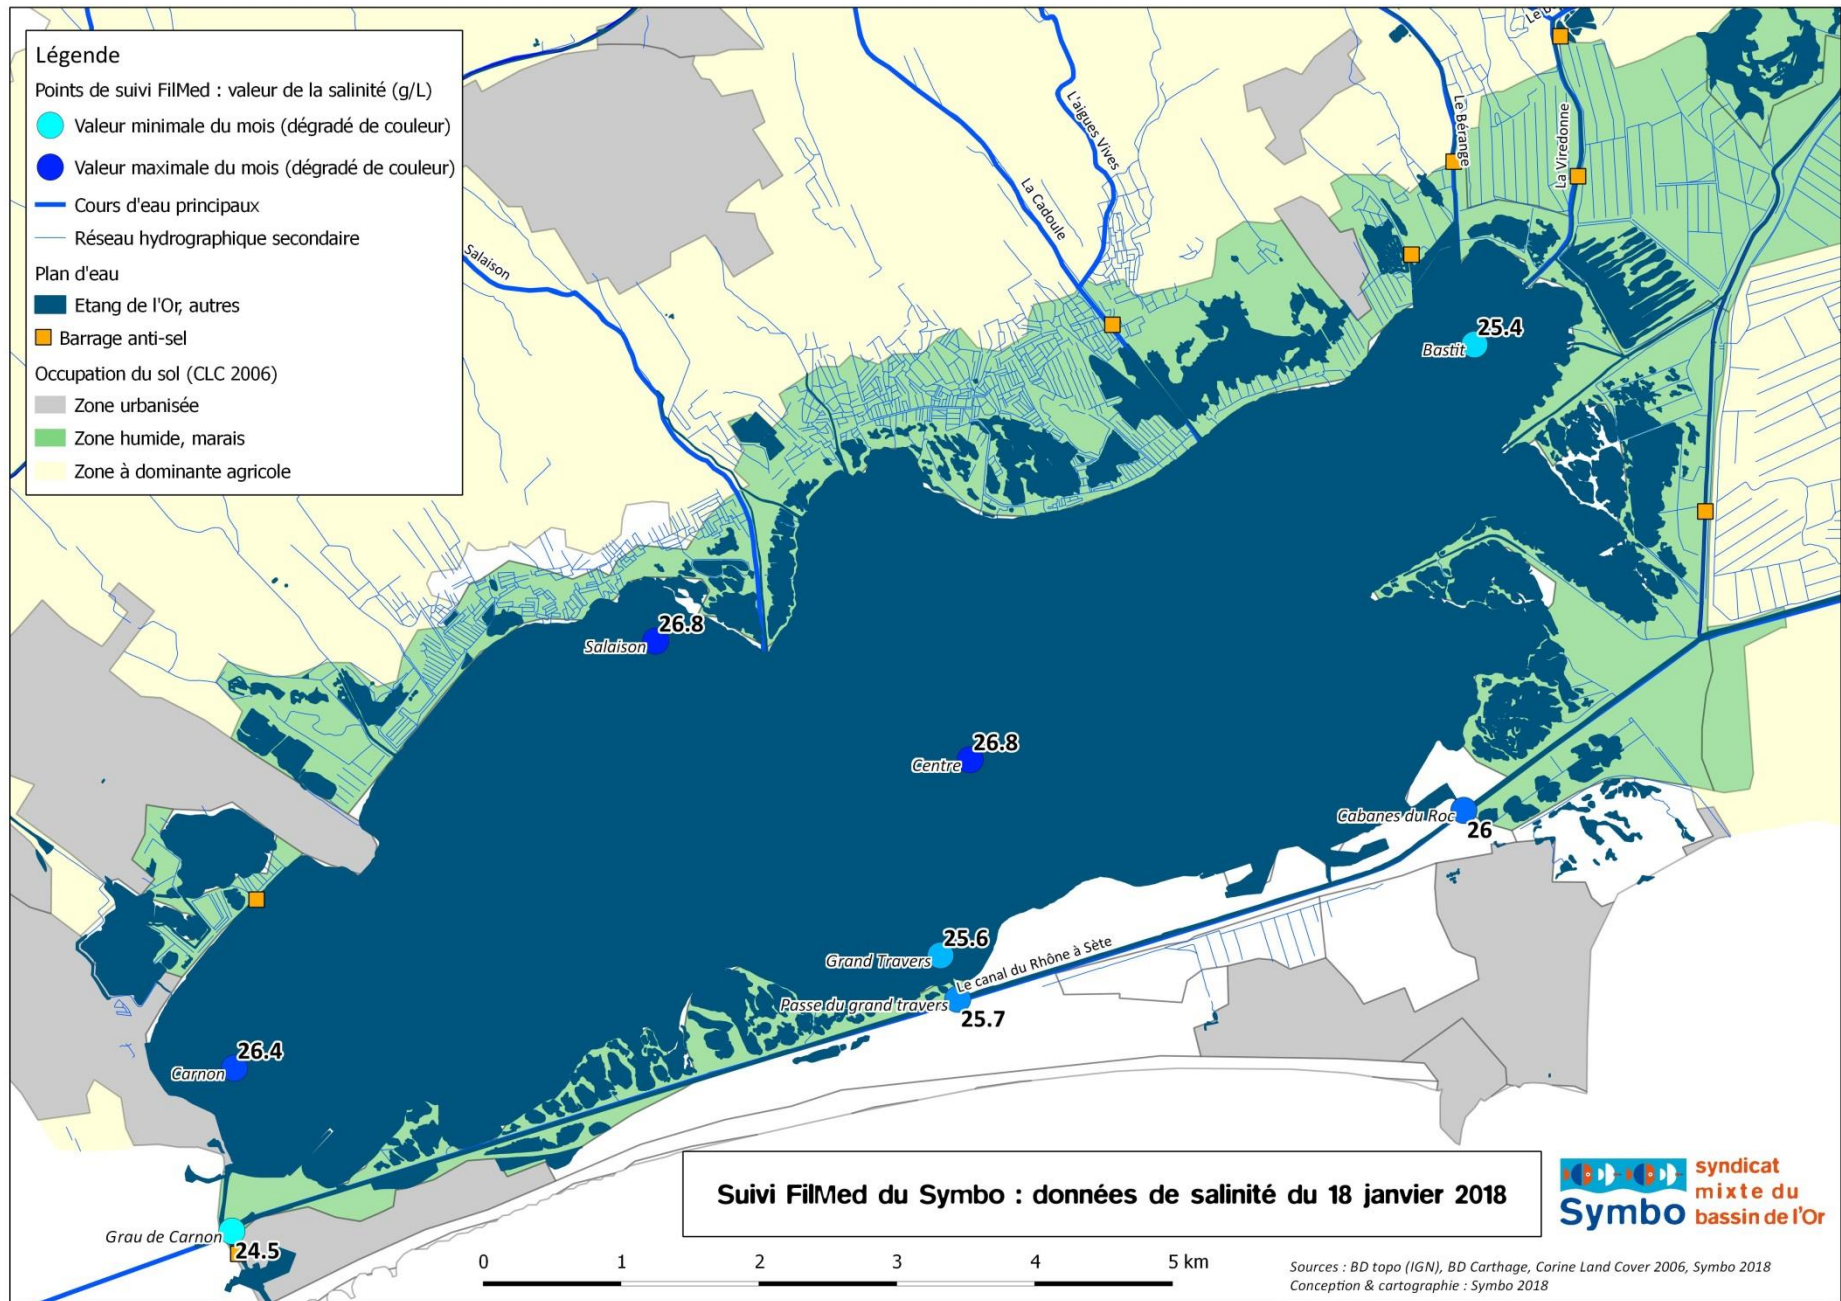 Légende
Points de suivi FilMed : valeur de la salinité (g/L)
Valeur minimale du mois (dégradé de couleur)
Valeur maximale du mois (dégradé de couleur)
Cours d'eau principaux
Réseau hydrographique secondaire
Plan d'eau
Etang de l'Or, autres
Barrage anti-sel
Occupation du sol (CLC 2006)
Zone urbanisée
Zone humide, marais
Zone à dominante agricole
Salaison
La Cadoule
L'aigues Vives
Le Bérange
La Viredonne
25.4
Bastit
26.8
Salaison
26.8
Centre
Cabanes du Roc
26
25.6
Grand Travers
Le canal du Rhône à Sète
Passe du grand travers
25.7
26.4
Carnon
Grau de Carnon
24.5
Suivi FilMed du Symbo : données de salinité du 18 janvier 2018
Symbo
syndicat
mixte du
bassin de l'Or
0 1 2 3 4 5 km
Sources : BD topo (IGN), BD Carthage, Corine Land Cover 2006, Symbo 2018
Conception & cartographie : Symbo 2018